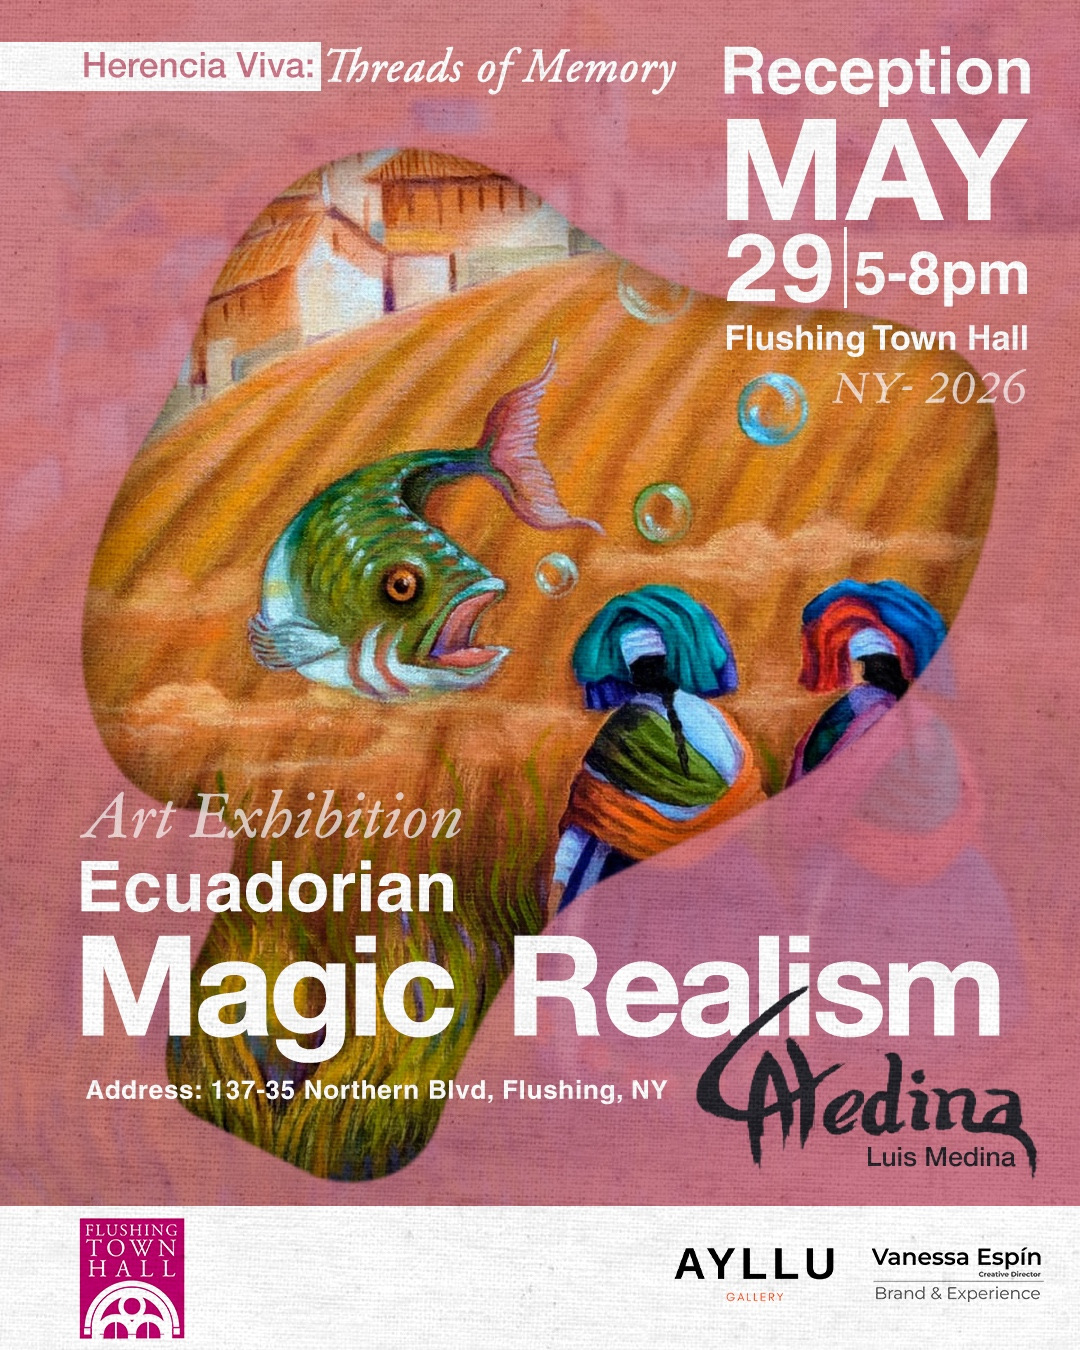 Herencia Viva: Threads of Memory
Reception
MAY
29 | 5-8pm
Flushing Town Hall
NY- 2026
Art Exhibition
Ecuadorian
Magic Realism
Address: 137-35 Northern Blvd, Flushing, NY
Medina
Luis Medina
FLUSHING
TOWN
HALL
AYLLU
GALLERY
Vanessa Espín
Creative Director
Brand & Experience